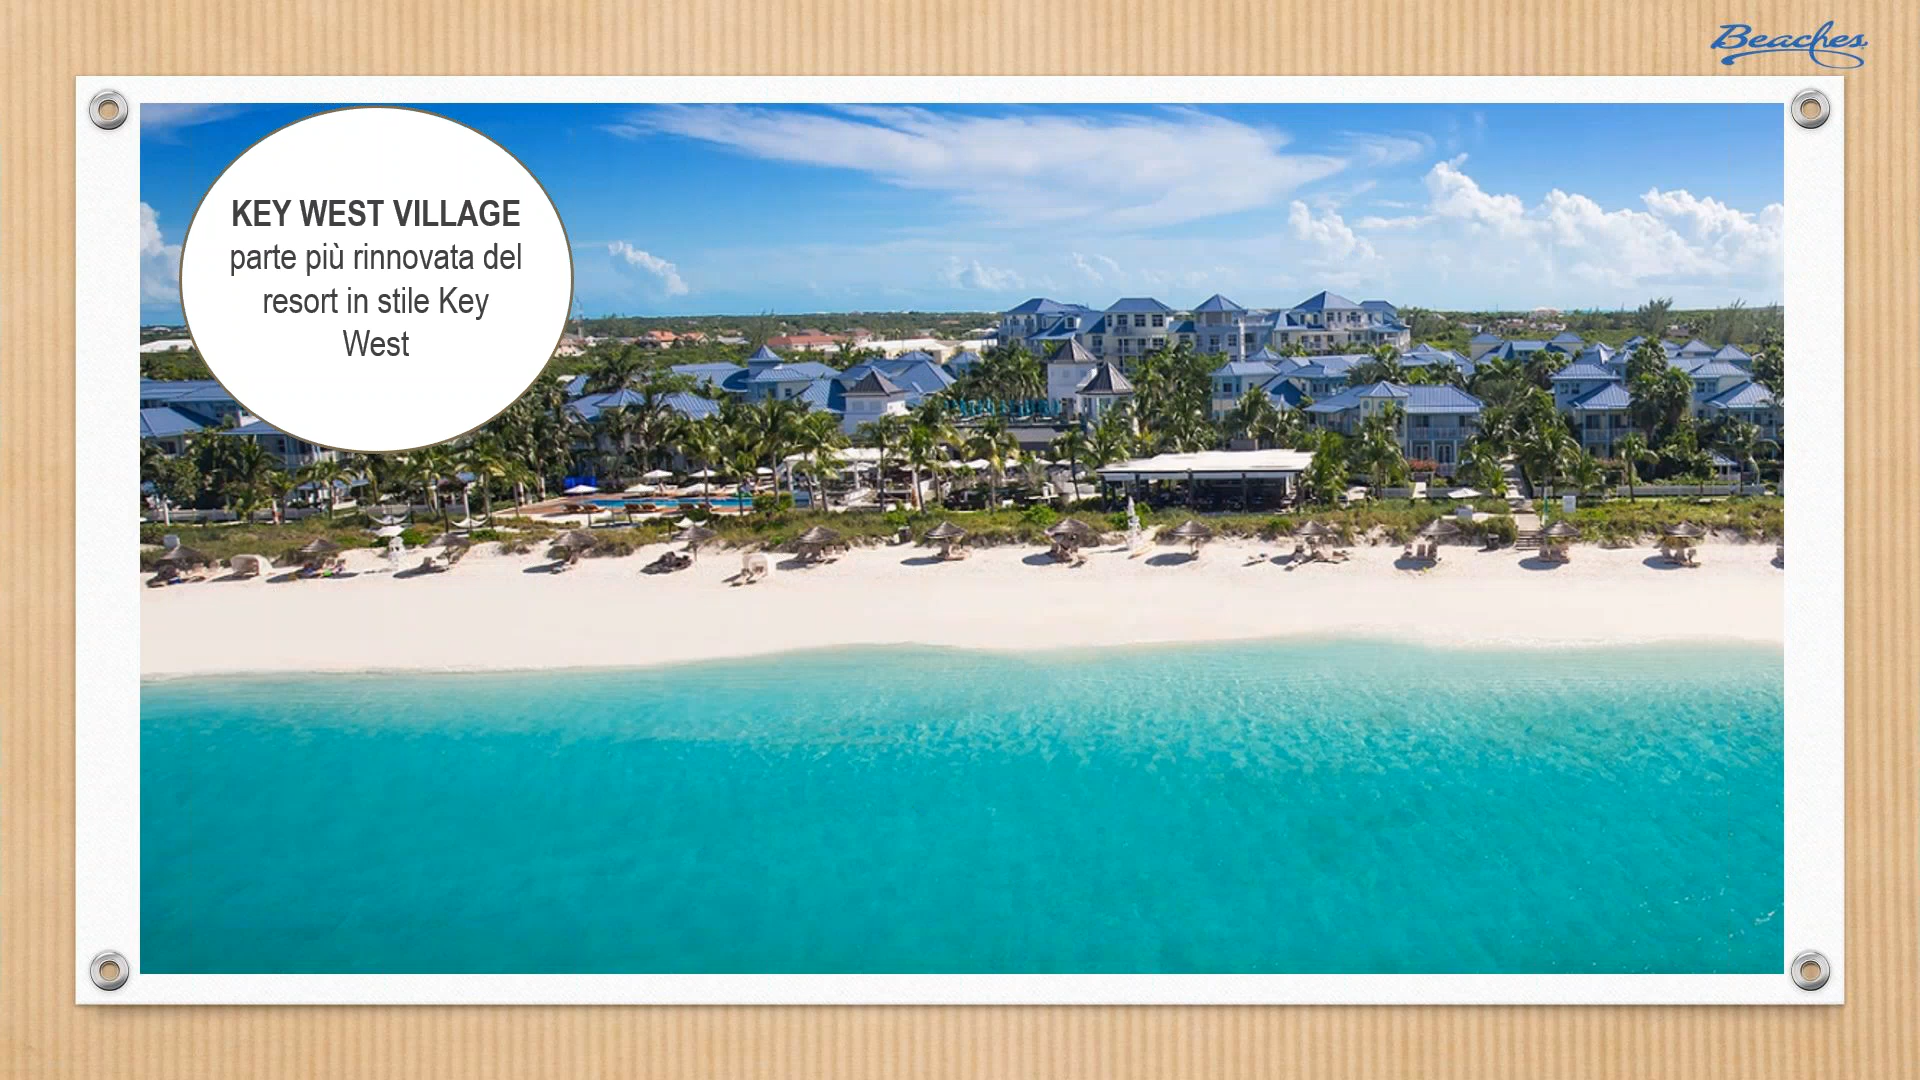 Beaches
KEY WEST VILLAGE
parte più rinnovata del
resort in stile Key
West